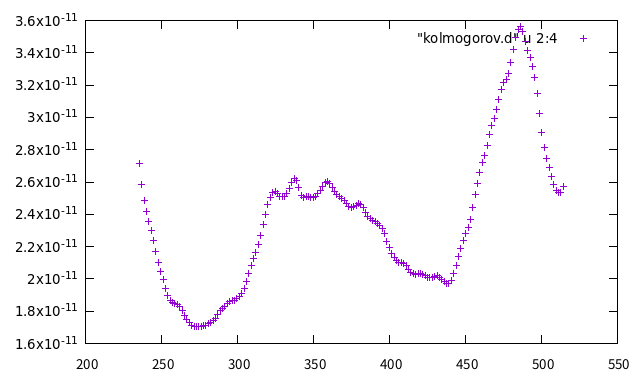 3.6x10⁻¹¹
"kolmogorov.d" u 2:4
3.4x10⁻¹¹
3.2x10⁻¹¹
3x10⁻¹¹
2.8x10⁻¹¹
2.6x10⁻¹¹
2.4x10⁻¹¹
2.2x10⁻¹¹
2x10⁻¹¹
1.8x10⁻¹¹
1.6x10⁻¹¹
200 250 300 350 400 450 500 550